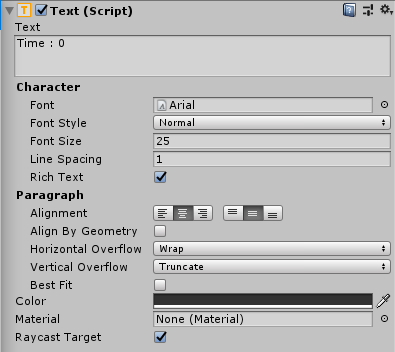 Text (Script)
Text
Time : 0
Character
Font Arial
Font Style Normal
Font Size 25
Line Spacing 1
Rich Text
Paragraph
Alignment
Align By Geometry
Horizontal Overflow Wrap
Vertical Overflow Truncate
Best Fit
Color
Material None (Material)
Raycast Target